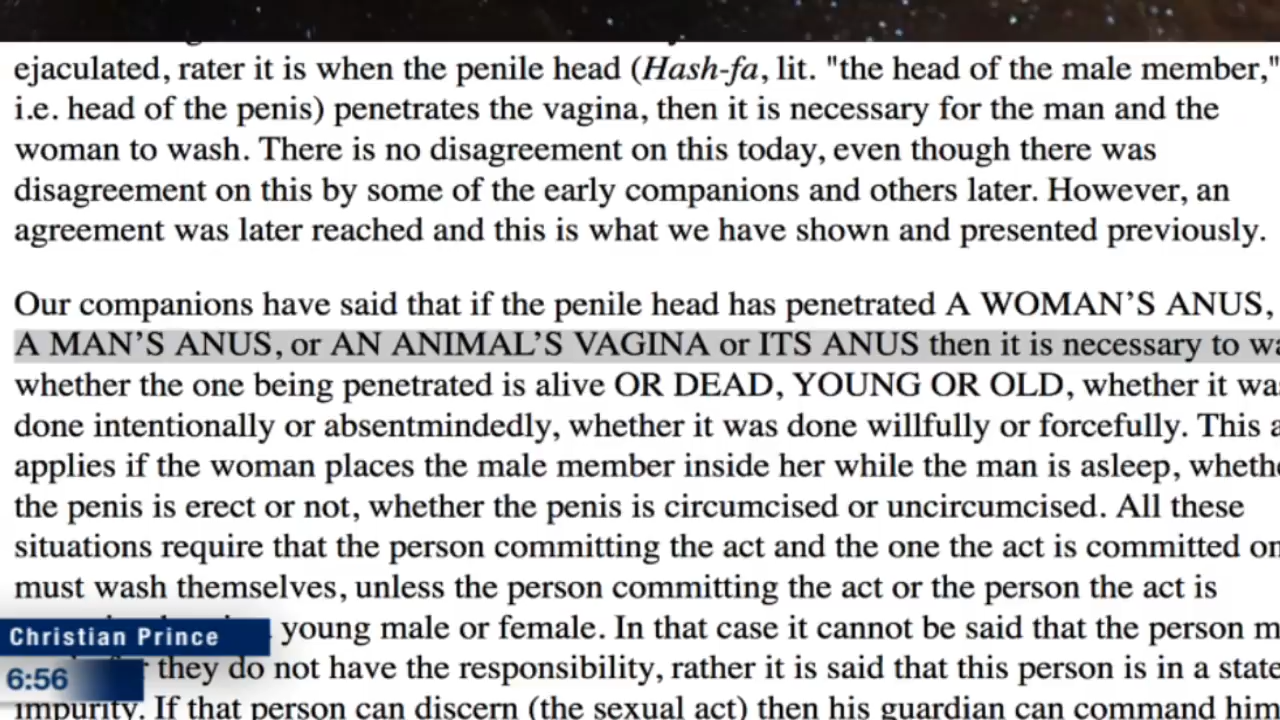 ejaculated, rater it is when the penile head (Hash-fa, lit. "the head of the male member,"
i.e. head of the penis) penetrates the vagina, then it is necessary for the man and the
woman to wash. There is no disagreement on this today, even though there was
disagreement on this by some of the early companions and others later. However, an
agreement was later reached and this is what we have shown and presented previously.
Our companions have said that if the penile head has penetrated A WOMAN'S ANUS,
A MAN'S ANUS, or AN ANIMAL'S VAGINA or ITS ANUS then it is necessary to wa
whether the one being penetrated is alive OR DEAD, YOUNG OR OLD, whether it wa
done intentionally or absentmindedly, whether it was done willfully or forcefully. This a
applies if the woman places the male member inside her while the man is asleep, wheth
the penis is erect or not, whether the penis is circumcised or uncircumcised. All these
situations require that the person committing the act and the one the act is committed on
must wash themselves, unless the person committing the act or the person the act is
young male or female. In that case it cannot be said that the person m
they do not have the responsibility, rather it is said that this person is in a state
impurity. If that person can discern (the sexual act) then his guardian can command him
Christian Prince
6:56